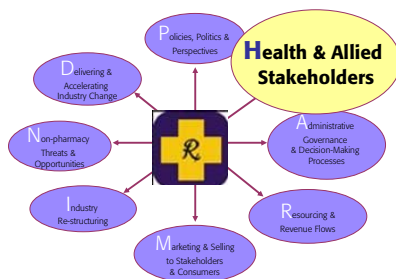 Policies, Politics &
Perspectives
Health & Allied
Stakeholders
Delivering &
Accelerating
Industry Change
Administrative
Governance
& Decision-Making
Processes
Non-pharmacy
Threats &
Opportunities
R
Industry
Re-structuring
Resourcing &
Revenue Flows
Marketing & Selling
to Stakeholders
& Consumers